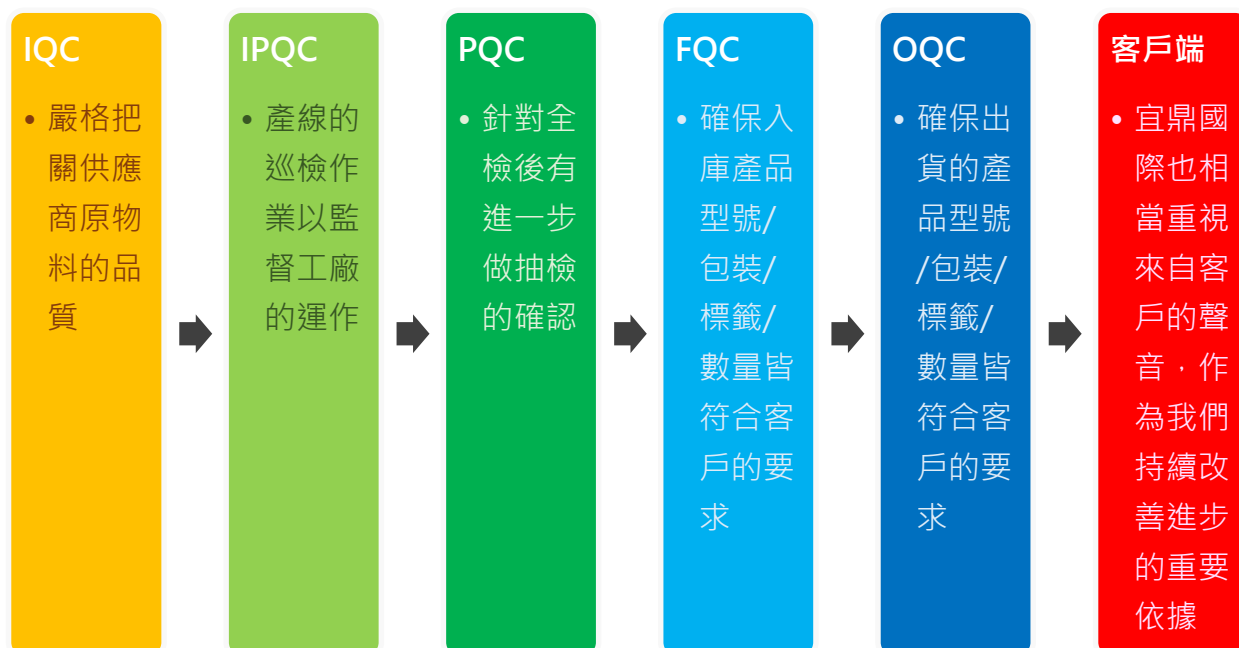 IQC
• 嚴格把
關供應
商原物
料的品
質
IPQC
• 產線的
巡檢作
業以監
督工廠
的運作
PQC
• 針對全
檢後有
進一步
做抽檢
的確認
FQC
• 確保入
庫產品
型號/
包裝/
標籤/
數量皆
符合客
戶的要
求
OQC
• 確保出
貨的產
品型號
/包裝/
標籤/
數量皆
符合客
戶的要
求
客戶端
• 宜鼎國
際也相
當重視
來自客
戶的聲
音，作
為我們
持續改
善進步
的重要
依據